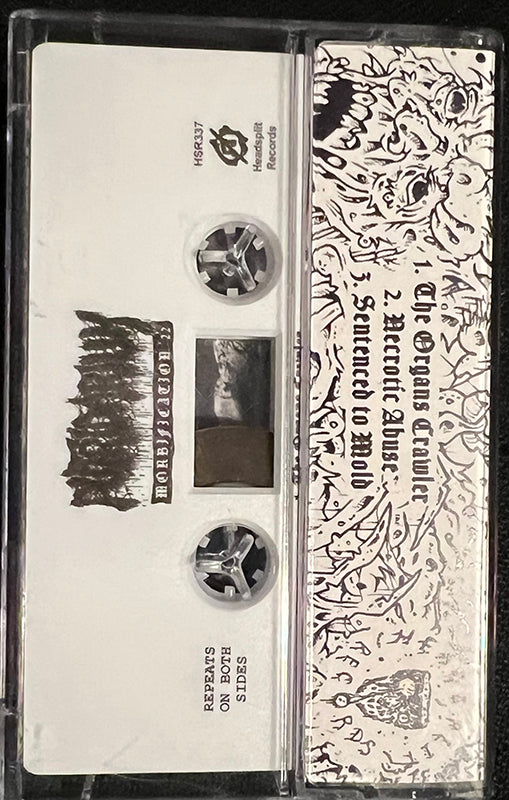 HSR337
Headsplit
Records
MORBIFICATION 22
REPEATS
ON BOTH
SIDES
1. The Organs Crawler
2. Necrotic Abuse
3. Sentenced to Mold